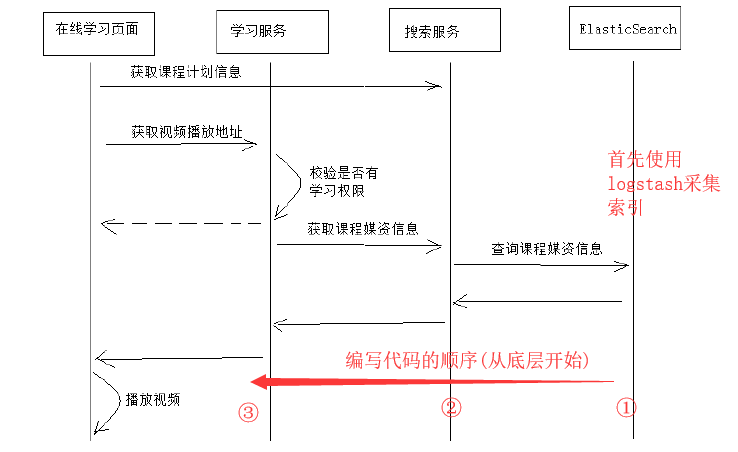 在线学习页面
学习服务
搜索服务
ElasticSearch
获取课程计划信息
获取视频播放地址
校验是否有
学习权限
首先使用
logstash采集
索引
获取课程媒资信息
查询课程媒资信息
编写代码的顺序(从底层开始)
播放视频
③
②
①